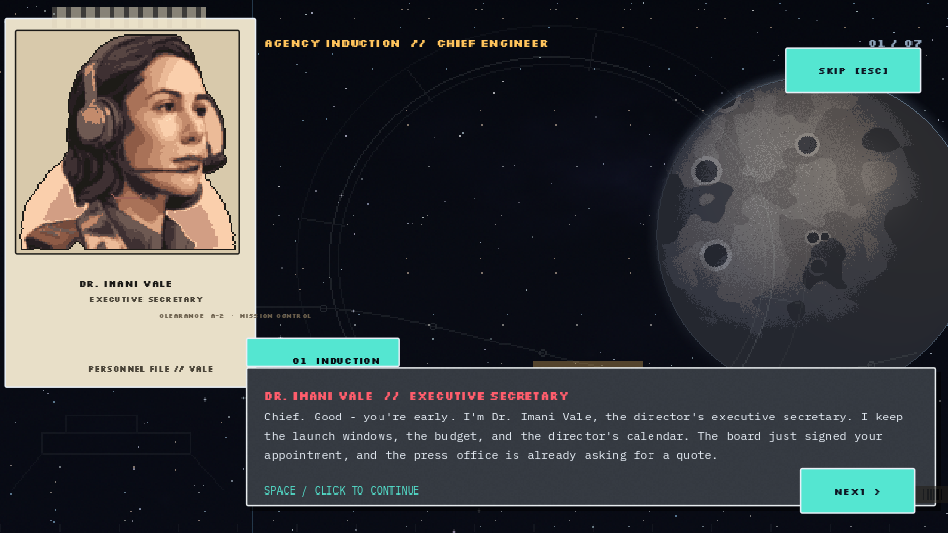 AGENCY INDUCTION // CHIEF ENGINEER
01 / 07
SKIP [ESC]
DR. IMANI VALE
EXECUTIVE SECRETARY
CLEARANCE A-2 · MISSION CONTROL
PERSONNEL FILE // VALE
01 INDUCTION
DR. IMANI VALE // EXECUTIVE SECRETARY
Chief. Good - you're early. I'm Dr. Imani Vale, the director's executive secretary. I keep
the launch windows, the budget, and the director's calendar. The board just signed your
appointment, and the press office is already asking for a quote.
SPACE / CLICK TO CONTINUE
NEXT >